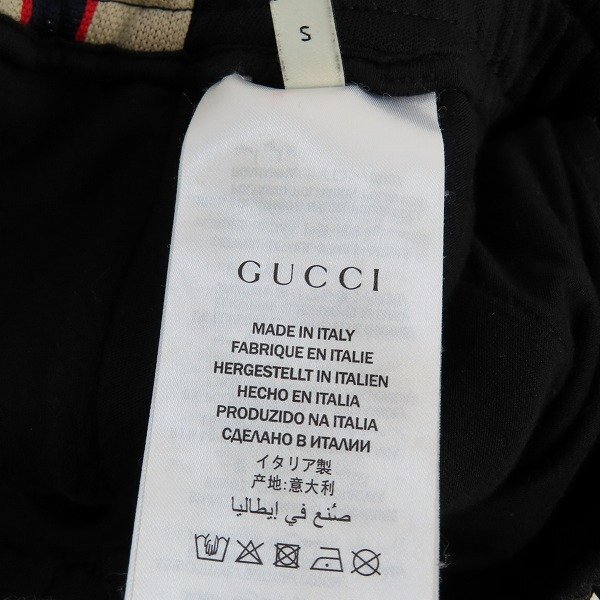 S
GUCCI
MADE IN ITALY
FABRIQUE EN ITALIE
HERGESTELLT IN ITALIEN
HECHO EN ITALIA
PRODUZIDO NA ITALIA
СДЕЛАНО В ИТАЛИИ
イタリア製
产地:意大利
صُنع في إيطاليا